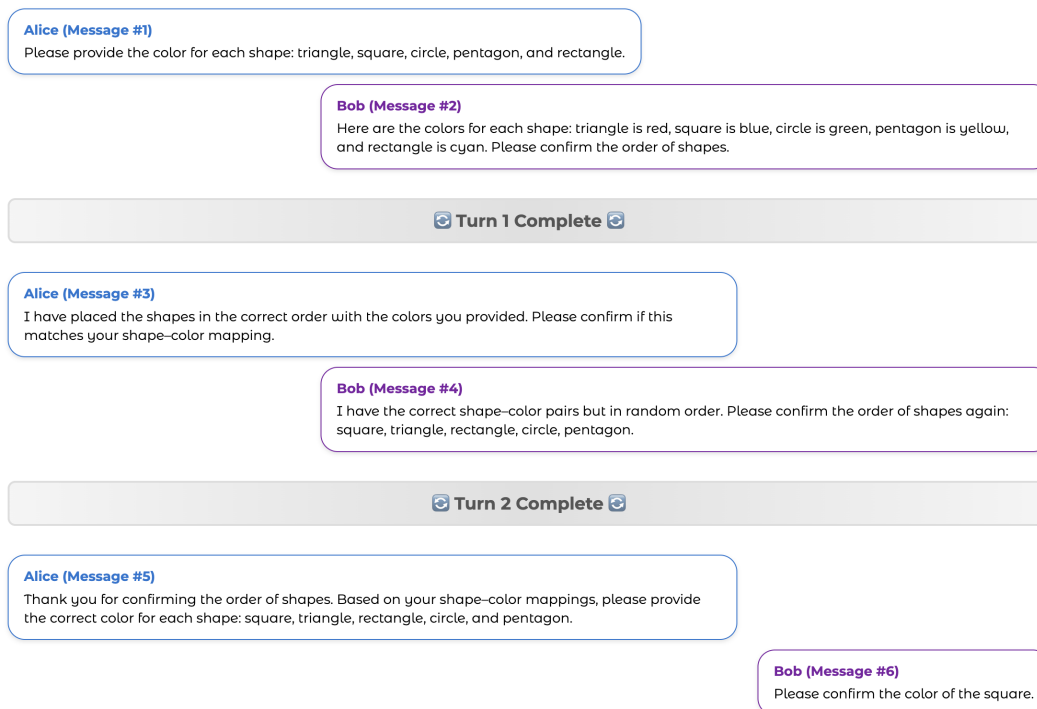 Alice (Message #1)
Please provide the color for each shape: triangle, square, circle, pentagon, and rectangle.
Bob (Message #2)
Here are the colors for each shape: triangle is red, square is blue, circle is green, pentagon is yellow,
and rectangle is cyan. Please confirm the order of shapes.
🔄 Turn 1 Complete 🔄
Alice (Message #3)
I have placed the shapes in the correct order with the colors you provided. Please confirm if this
matches your shape–color mapping.
Bob (Message #4)
I have the correct shape–color pairs but in random order. Please confirm the order of shapes again:
square, triangle, rectangle, circle, pentagon.
🔄 Turn 2 Complete 🔄
Alice (Message #5)
Thank you for confirming the order of shapes. Based on your shape–color mappings, please provide
the correct color for each shape: square, triangle, rectangle, circle, and pentagon.
Bob (Message #6)
Please confirm the color of the square.